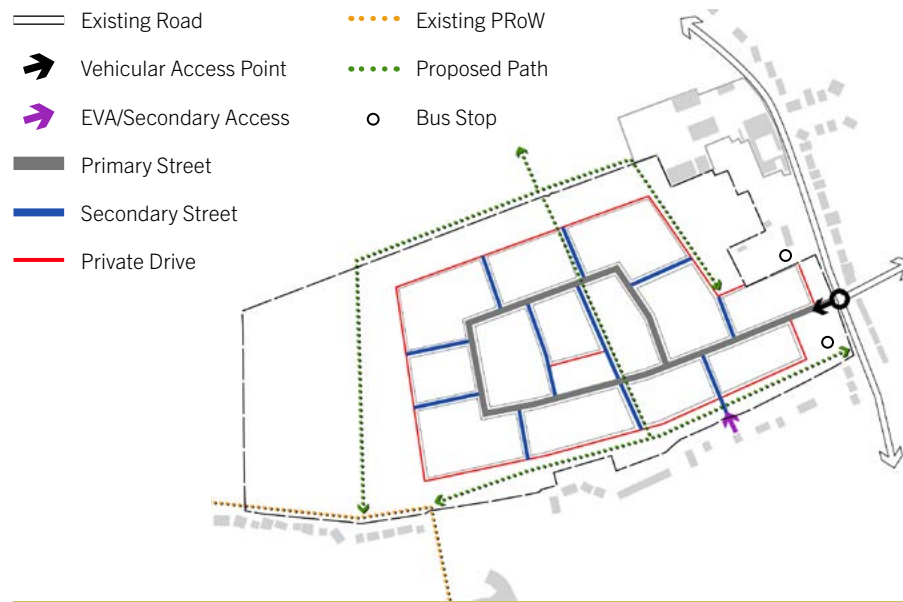 Existing Road
Vehicular Access Point
EVA/Secondary Access
Primary Street
Secondary Street
Private Drive
Existing PRoW
Proposed Path
Bus Stop